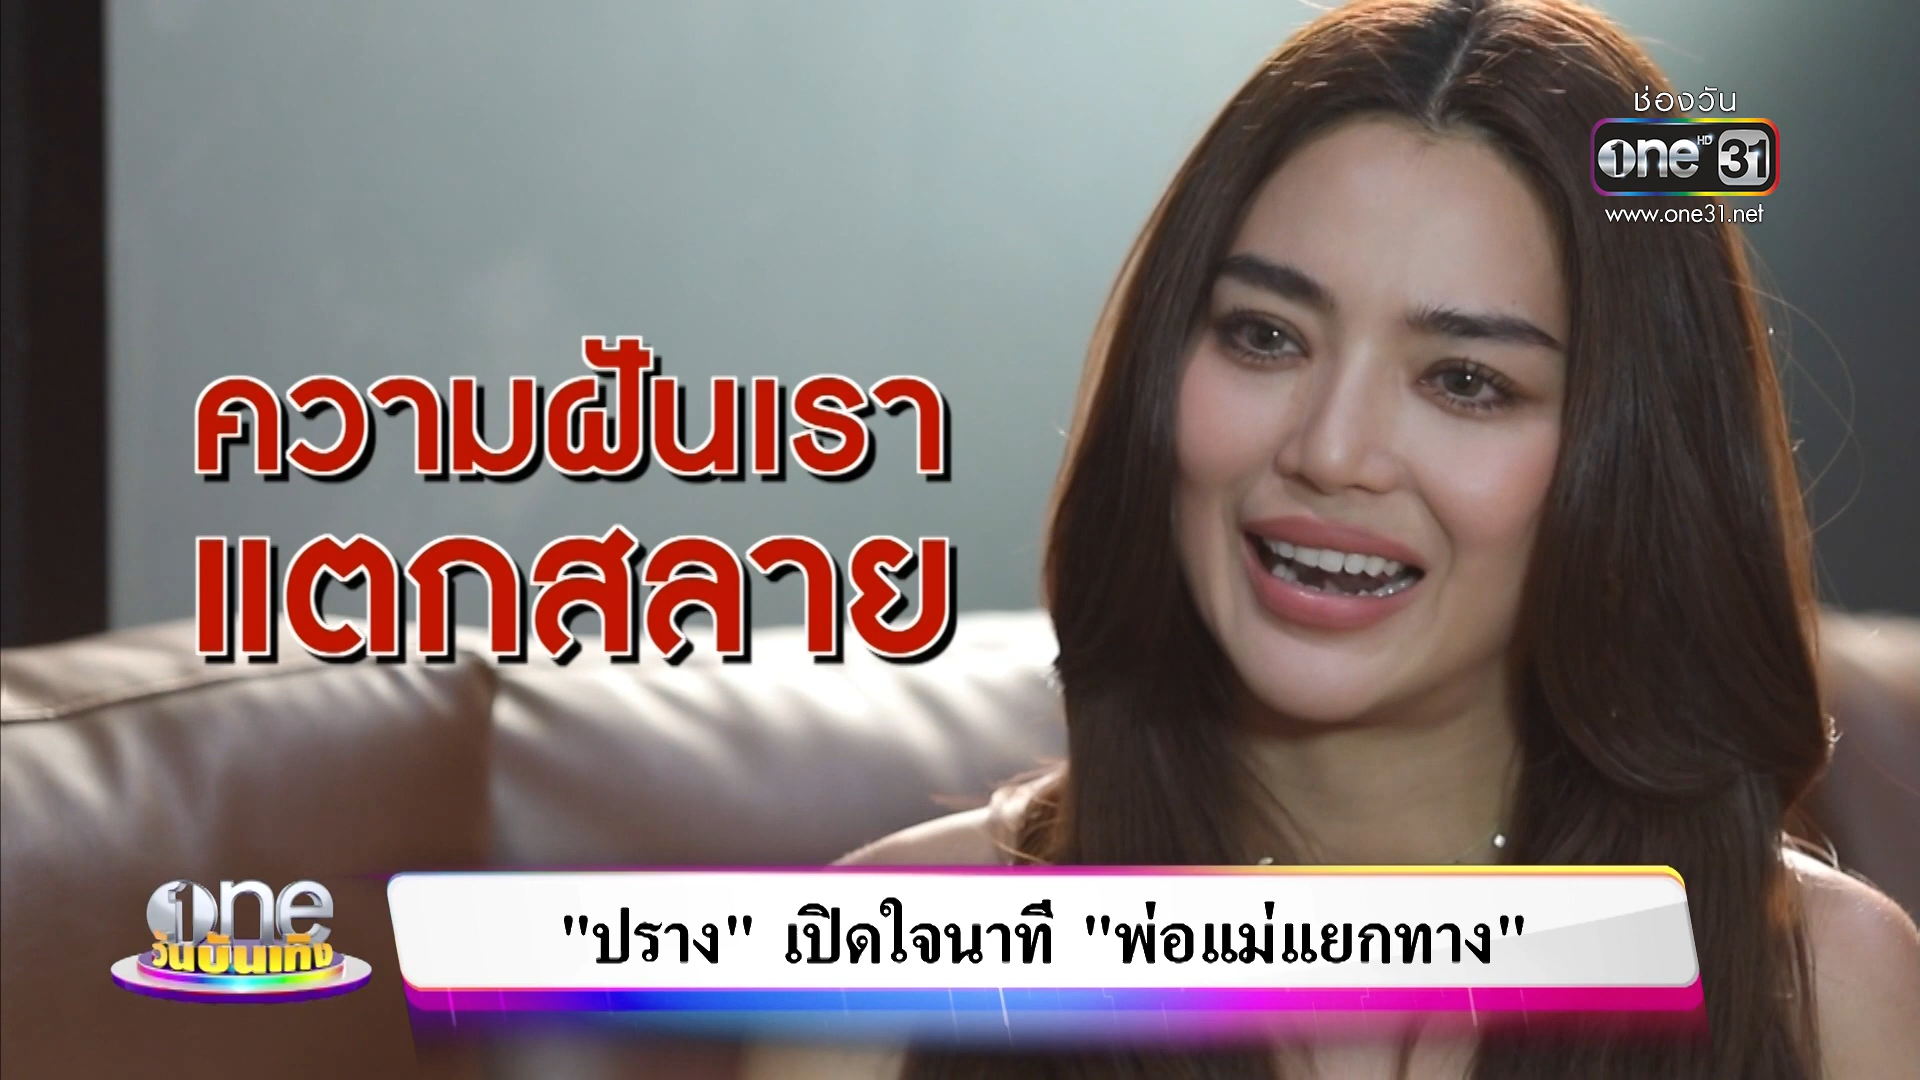 ช่องวัน
one HD 31
www.one31.net
ความฝันเรา
แตกสลาย
one
วันบันเทิง
"ปราง" เปิดใจนาที "พ่อแม่แยกทาง"